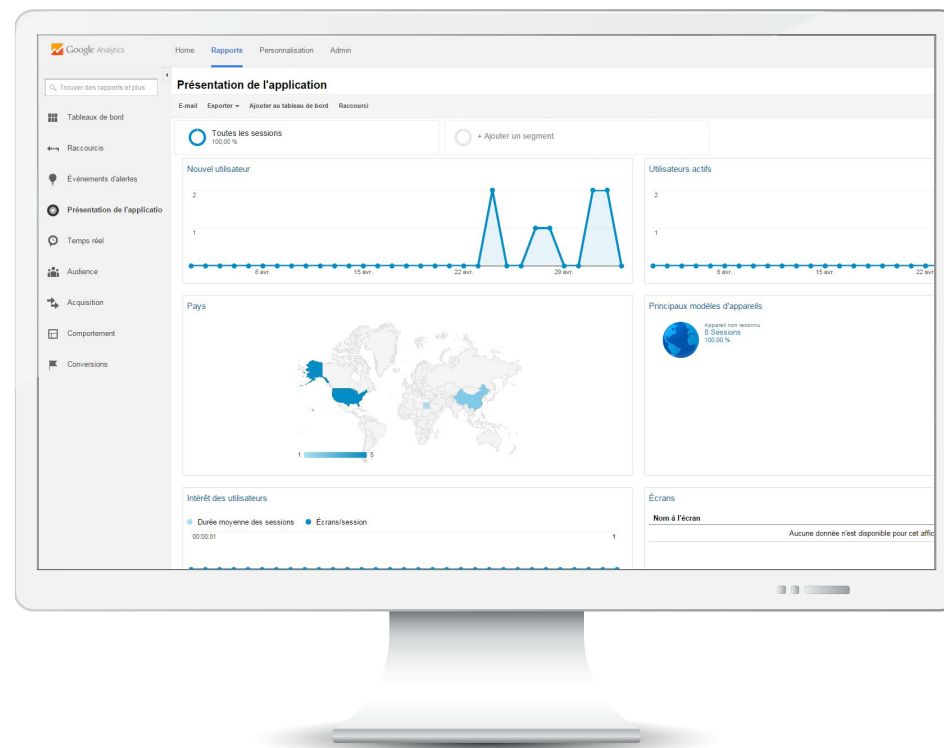 Google Analytics
Home Rapports Personnalisation Admin
Trouver des rapports et plus
Tableaux de bord
Raccourcis
Événements d'alertes
Présentation de l'applicatio
Temps réel
Audience
Acquisition
Comportement
Conversions
Présentation de l'application
E-mail Exporter Ajouter au tableau de bord Raccourci
Toutes les sessions
100,00 %
+ Ajouter un segment
Nouvel utilisateur
2
1
8 avr. 15 avr. 22 avr. 29 avr.
Utilisateurs actifs
2
1
8 avr. 15 avr. 22 avr
Pays
1 5
Principaux modèles d'appareils
Appareil non reconnu
8 Sessions
100,00 %
Intérêt des utilisateurs
Durée moyenne des sessions Écrans/session
00:00:01 1
Écrans
Nom à l'écran
Aucune donnée n'est disponible pour cet affic